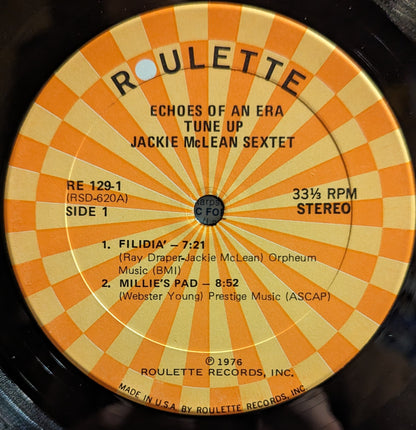 ROULETTE
ECHOES OF AN ERA
TUNE UP
JACKIE McLEAN SEXTET
RE 129-1
(RSD-620A)
SIDE 1
33⅓ RPM
STEREO
1. FILIDIA' – 7:21
(Ray Draper-Jackie McLean) Orpheum
Music (BMI)
2. MILLIE'S PAD – 8:52
(Webster Young) Prestige Music (ASCAP)
℗ 1976
ROULETTE RECORDS, INC.
MADE IN U.S.A. BY ROULETTE RECORDS, INC.